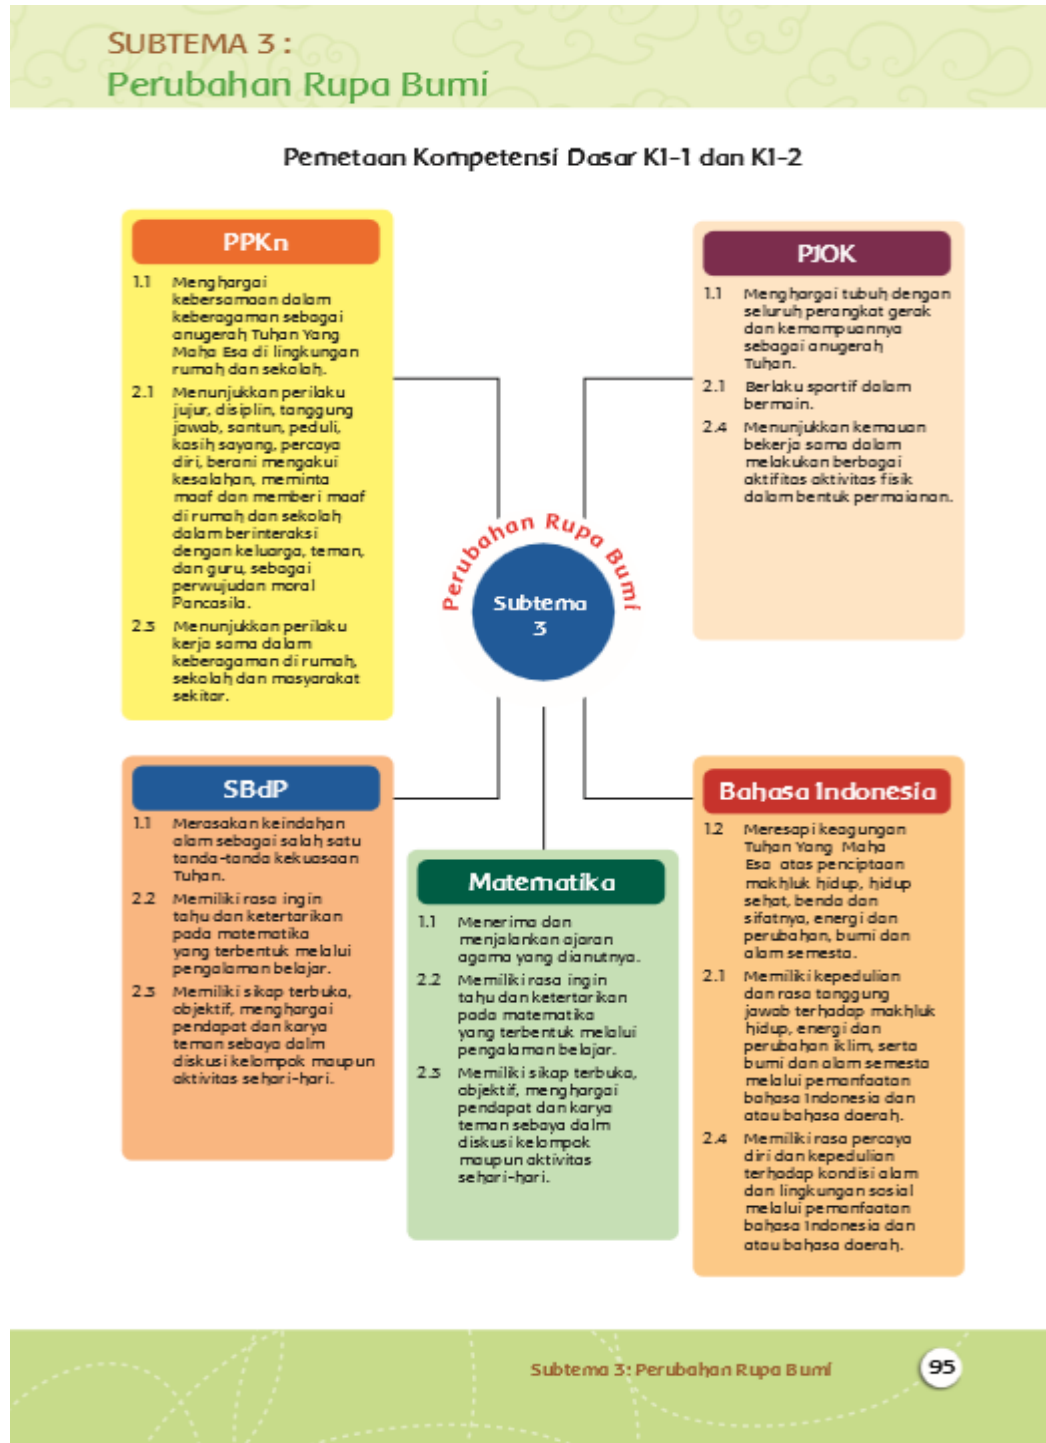 SUBTEMA 3 :
Perubahan Rupa Bumi
Pemetaan Kompetensi Dasar KI-1 dan KI-2
PPKn
1.1 Menghargai
kebersamaan dalam
keberagaman sebagai
anugerah Tuhan Yang
Maha Esa di lingkungan
rumah dan sekolah.
2.1 Menunjukkan perilaku
jujur, disiplin, tanggung
jawab, santun, peduli,
kasih sayang, percaya
diri, berani mengakui
kesalahan, meminta
maaf dan memberi maaf
di rumah dan sekolah
dalam berinteraksi
dengan keluarga, teman,
dan guru, sebagai
perwujudan moral
Pancasila.
2.3 Menunjukkan perilaku
kerja sama dalam
keberagaman di rumah,
sekolah dan masyarakat
sekitar.
PJOK
1.1 Menghargai tubuh dengan
seluruh perangkat gerak
dan kemampuannya
sebagai anugerah
Tuhan.
2.1 Berlaku sportif dalam
bermain.
2.4 Menunjukkan kemauan
bekerja sama dalam
melakukan berbagai
aktifitas aktivitas fisik
dalam bentuk permaianan.
Perubahan Rupa Bumi
Subtema
3
SBdP
1.1 Merasakan keindahan
alam sebagai salah satu
tanda-tanda kekuasaan
Tuhan.
2.2 Memiliki rasa ingin
tahu dan ketertarikan
pada matematika
yang terbentuk melalui
pengalaman belajar.
2.3 Memiliki sikap terbuka,
objektif, menghargai
pendapat dan karya
teman sebaya dalm
diskusi kelompok maupun
aktivitas sehari-hari.
Matematika
1.1 Menerima dan
menjalankan ajaran
agama yang dianutnya.
2.2 Memiliki rasa ingin
tahu dan ketertarikan
pada matematika
yang terbentuk melalui
pengalaman belajar.
2.3 Memiliki sikap terbuka,
objektif, menghargai
pendapat dan karya
teman sebaya dalm
diskusi kelompok
maupun aktivitas
sehari-hari.
Bahasa Indonesia
1.2 Meresapi keagungan
Tuhan Yang Maha
Esa atas penciptaan
makhluk hidup, hidup
sehat, benda dan
sifatnya, energi dan
perubahan, bumi dan
alam semesta.
2.1 Memiliki kepedulian
dan rasa tanggung
jawab terhadap makhluk
hidup, energi dan
perubahan iklim, serta
bumi dan alam semesta
melalui pemanfaatan
bahasa Indonesia dan
atau bahasa daerah.
2.4 Memiliki rasa percaya
diri dan kepedulian
terhadap kondisi alam
dan lingkungan sosial
melalui pemanfaatan
bahasa Indonesia dan
atau bahasa daerah.
Subtema 3: Perubahan Rupa Bumi
95